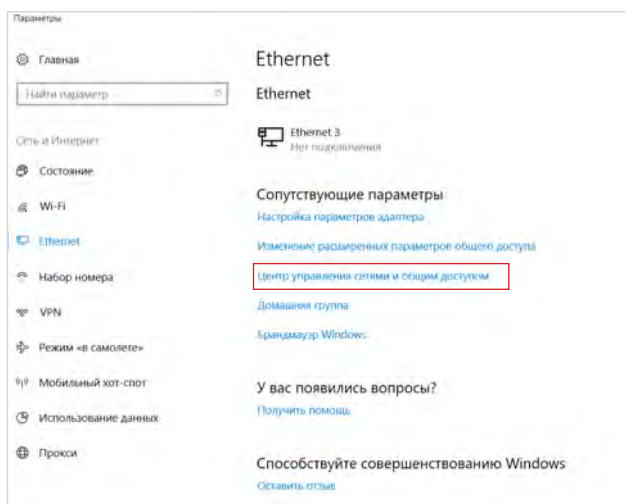 Параметры
Главная
Найти параметр
Сеть и Интернет
Состояние
Wi-Fi
Ethernet
Набор номера
VPN
Режим «в самолете»
Мобильный хот-спот
Использование данных
Прокси
Ethernet
Ethernet
Ethernet 3
Нет подключения
Сопутствующие параметры
Настройка параметров адаптера
Изменение расширенных параметров общего доступа
Центр управления сетями и общим доступом
Домашняя группа
Брандмауэр Windows
У вас появились вопросы?
Получить помощь
Способствуйте совершенствованию Windows
Оставить отзыв